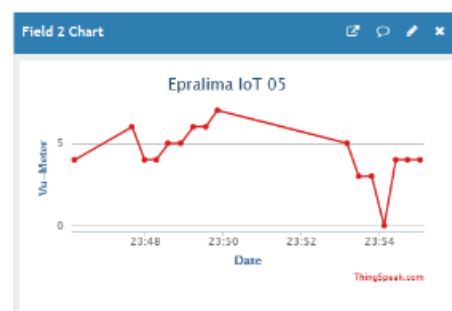 Field 2 Chart
Epralima IoT 05
Vu-Meter
5
0
23:48 23:50 23:52 23:54
Date
ThingSpeak.com